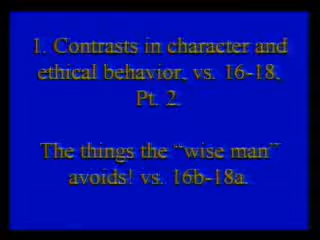 1. Contrasts in character and
ethical behavior, vs. 16-18,
Pt. 2.
The things the “wise man”
avoids! vs. 16b-18a.